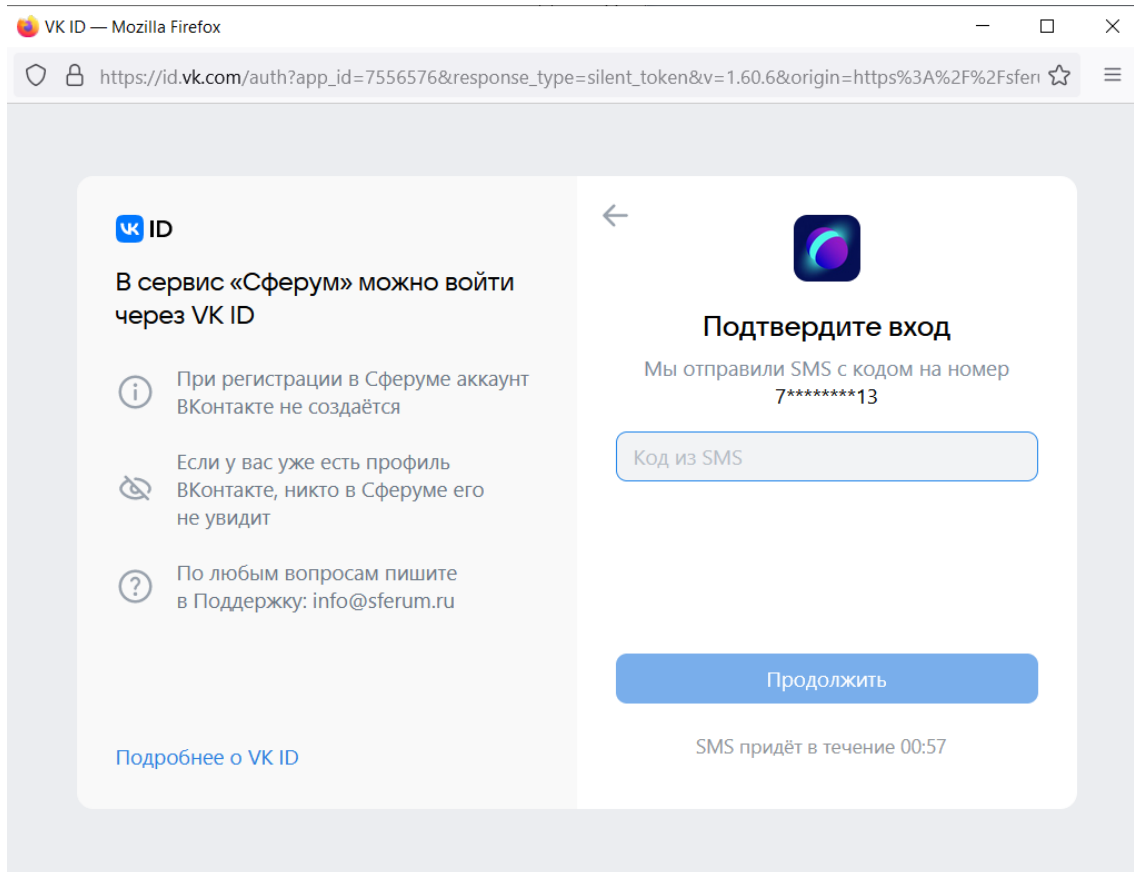 VK ID — Mozilla Firefox
https://id.vk.com/auth?app_id=7556576&response_type=silent_token&v=1.60.6&origin=https%3A%2F%2Fsferu
VK ID
В сервис «Сферум» можно войти
через VK ID
При регистрации в Сферуме аккаунт
ВКонтакте не создаётся
Если у вас уже есть профиль
ВКонтакте, никто в Сферуме его
не увидит
По любым вопросам пишите
в Поддержку: info@sferum.ru
Подробнее о VK ID
Подтвердите вход
Мы отправили SMS с кодом на номер
7********13
Код из SMS
Продолжить
SMS придёт в течение 00:57